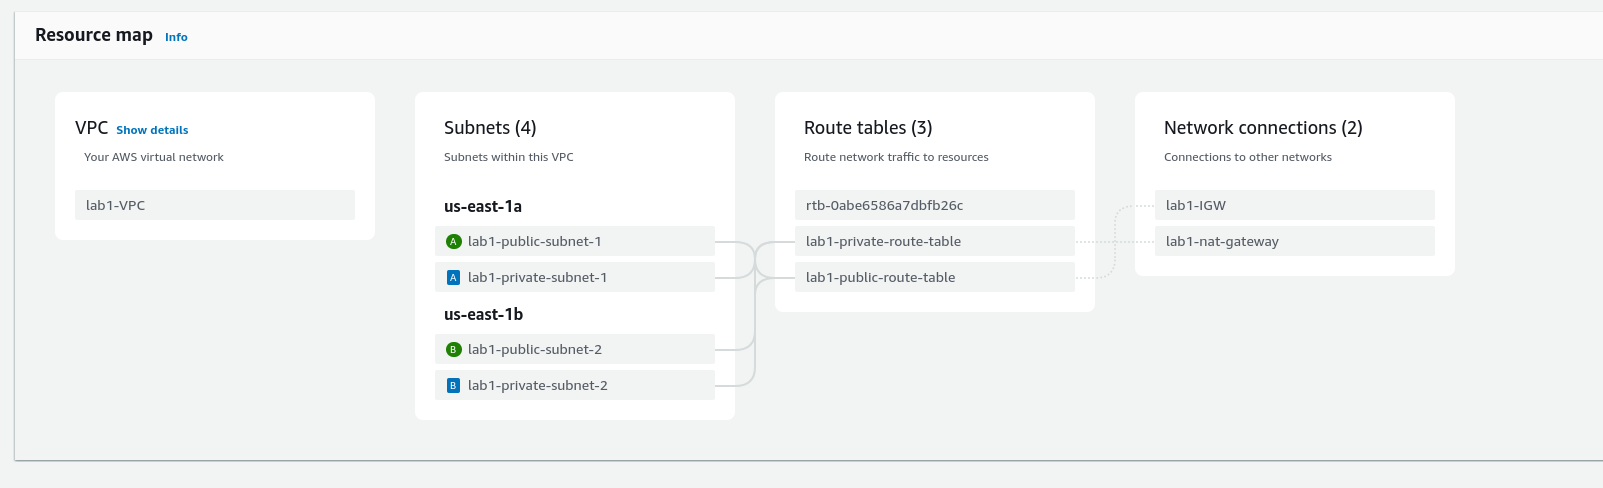 Resource map Info
VPC Show details
Your AWS virtual network
lab1-VPC
Subnets (4)
Subnets within this VPC
us-east-1a
A lab1-public-subnet-1
A lab1-private-subnet-1
us-east-1b
B lab1-public-subnet-2
B lab1-private-subnet-2
Route tables (3)
Route network traffic to resources
rtb-0abe6586a7dbfb26c
lab1-private-route-table
lab1-public-route-table
Network connections (2)
Connections to other networks
lab1-IGW
lab1-nat-gateway